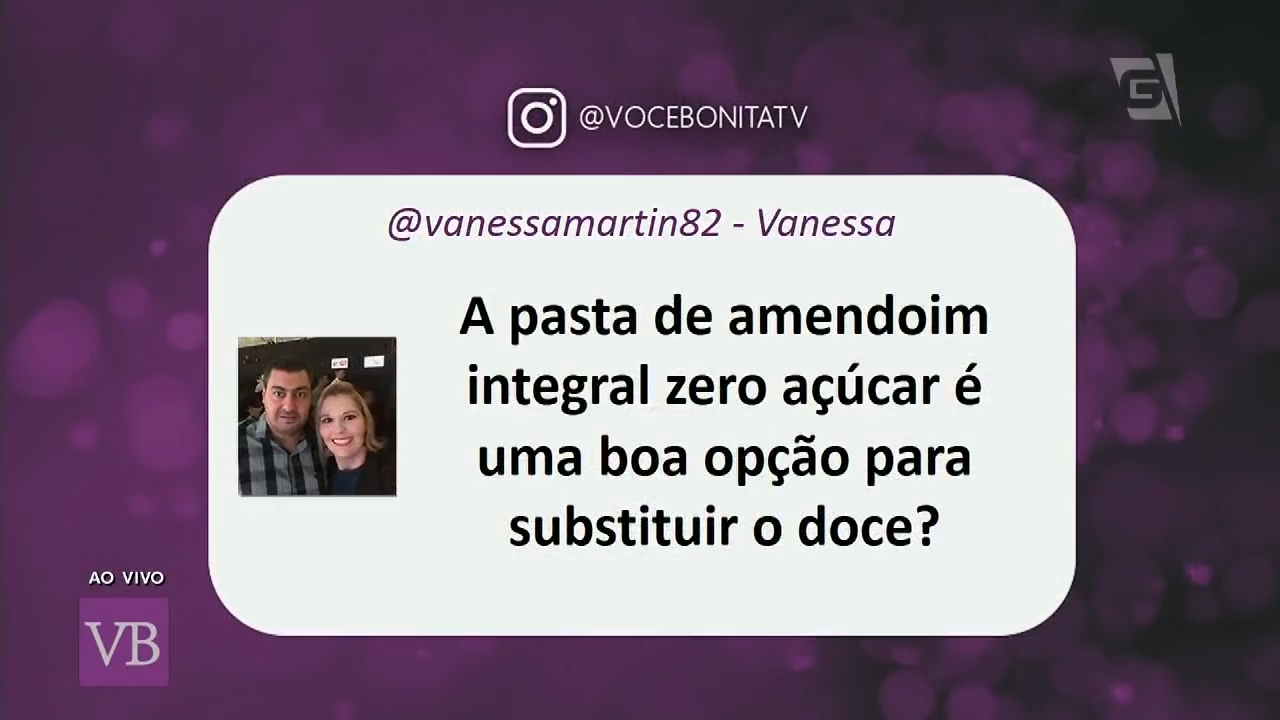 @VOCEBONITATV
@vanessamartin82 - Vanessa
A pasta de amendoim
integral zero açúcar é
uma boa opção para
substituir o doce?
AO VIVO
VB